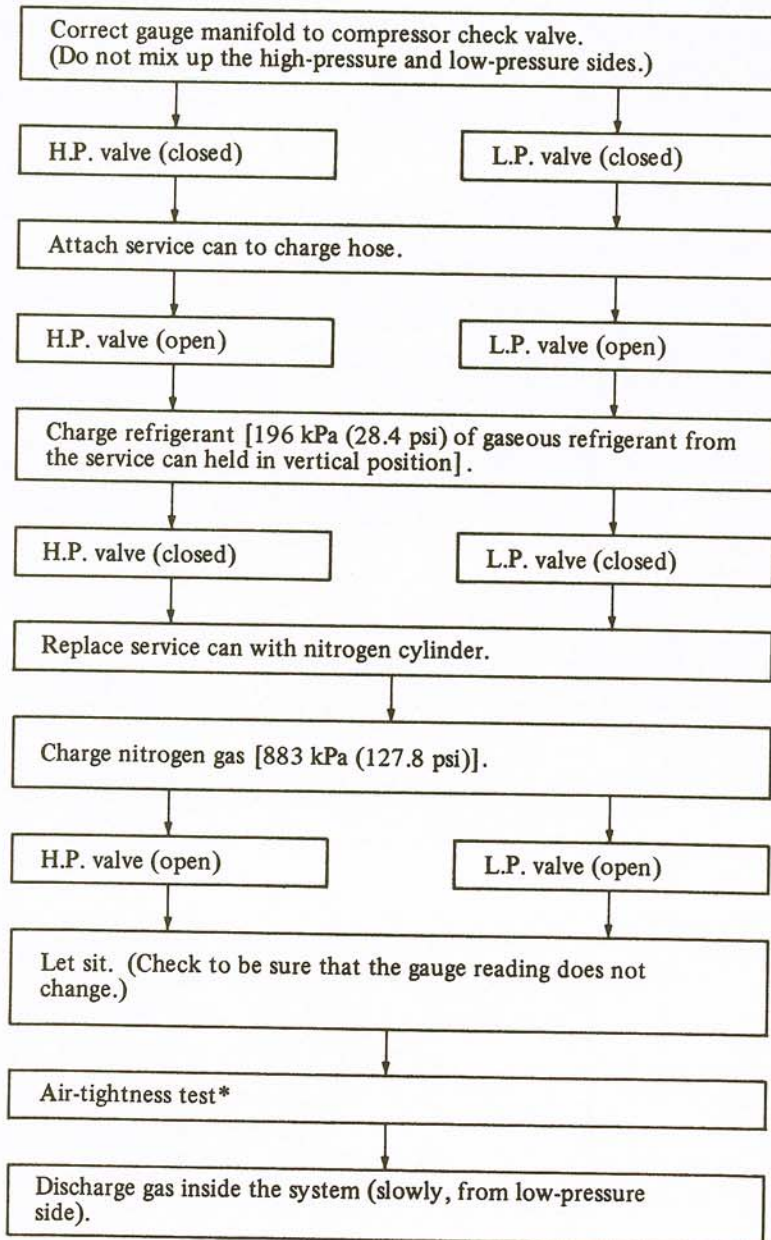 Correct gauge manifold to compressor check valve.
(Do not mix up the high-pressure and low-pressure sides.)
H.P. valve (closed)
L.P. valve (closed)
Attach service can to charge hose.
H.P. valve (open)
L.P. valve (open)
Charge refrigerant [196 kPa (28.4 psi) of gaseous refrigerant from
the service can held in vertical position].
H.P. valve (closed)
L.P. valve (closed)
Replace service can with nitrogen cylinder.
Charge nitrogen gas [883 kPa (127.8 psi)].
H.P. valve (open)
L.P. valve (open)
Let sit. (Check to be sure that the gauge reading does not
change.)
Air-tightness test*
Discharge gas inside the system (slowly, from low-pressure
side).